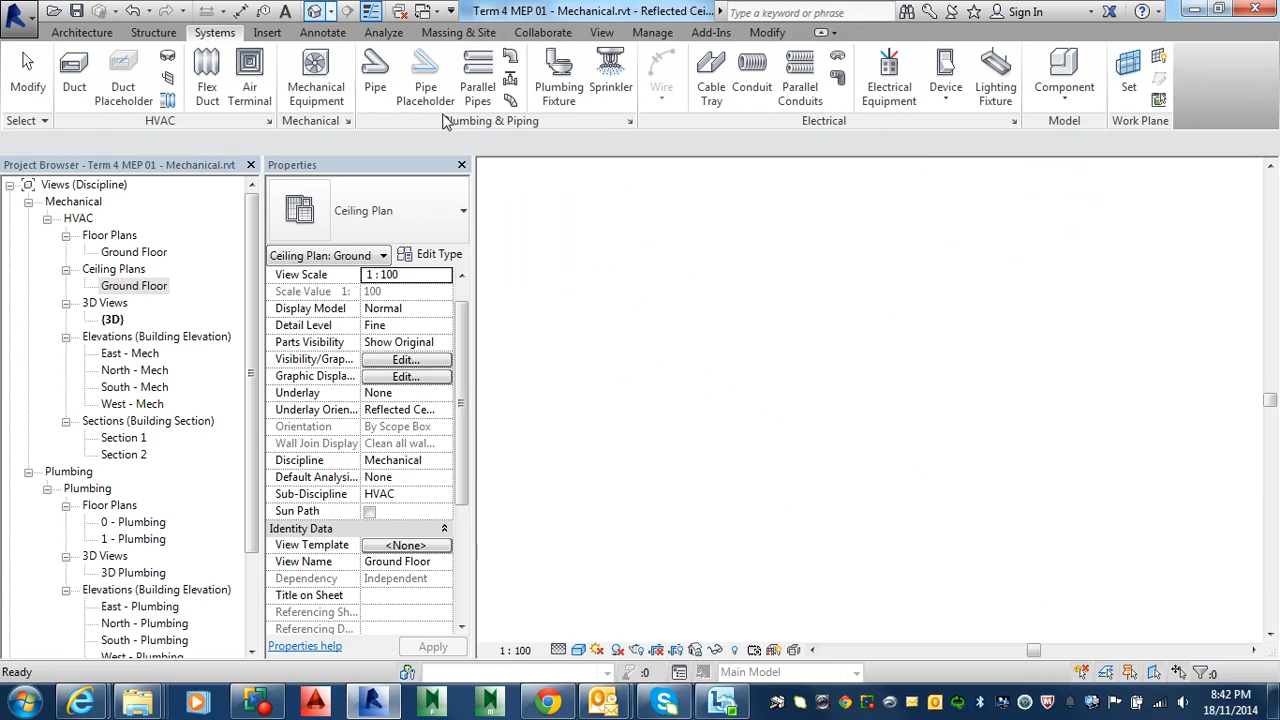 Term 4 MEP 01 - Mechanical.rvt - Reflected Cei...
Type a keyword or phrase
Sign In
Architecture Structure Systems Insert Annotate Analyze Massing & Site Collaborate View Manage Add-Ins Modify
Modify
Duct
Duct Placeholder
Flex Duct
Air Terminal
Mechanical Equipment
Pipe
Pipe Placeholder
Parallel Pipes
Plumbing Fixture
Sprinkler
Wire
Cable Tray
Conduit
Parallel Conduits
Electrical Equipment
Device
Lighting Fixture
Component
Set
Select HVAC Mechanical Plumbing & Piping Electrical Model Work Plane
Project Browser - Term 4 MEP 01 - Mechanical.rvt
Views (Discipline)
Mechanical
HVAC
Floor Plans
Ground Floor
Ceiling Plans
Ground Floor
3D Views
{3D}
Elevations (Building Elevation)
East - Mech
North - Mech
South - Mech
West - Mech
Sections (Building Section)
Section 1
Section 2
Plumbing
Plumbing
Floor Plans
0 - Plumbing
1 - Plumbing
3D Views
3D Plumbing
Elevations (Building Elevation)
East - Plumbing
North - Plumbing
South - Plumbing
West - Plumbing
Properties
Ceiling Plan
Ceiling Plan: Ground Edit Type
View Scale 1 : 100
Scale Value 1: 100
Display Model Normal
Detail Level Fine
Parts Visibility Show Original
Visibility/Grap... Edit...
Graphic Displa... Edit...
Underlay None
Underlay Orien... Reflected Ce...
Orientation By Scope Box
Wall Join Display Clean all wal...
Discipline Mechanical
Default Analysi... None
Sub-Discipline HVAC
Sun Path
Identity Data
View Template <None>
View Name Ground Floor
Dependency Independent
Title on Sheet
Referencing Sh...
Referencing D...
Properties help Apply
1 : 100
Ready
:0
Main Model
:0
8:42 PM
18/11/2014